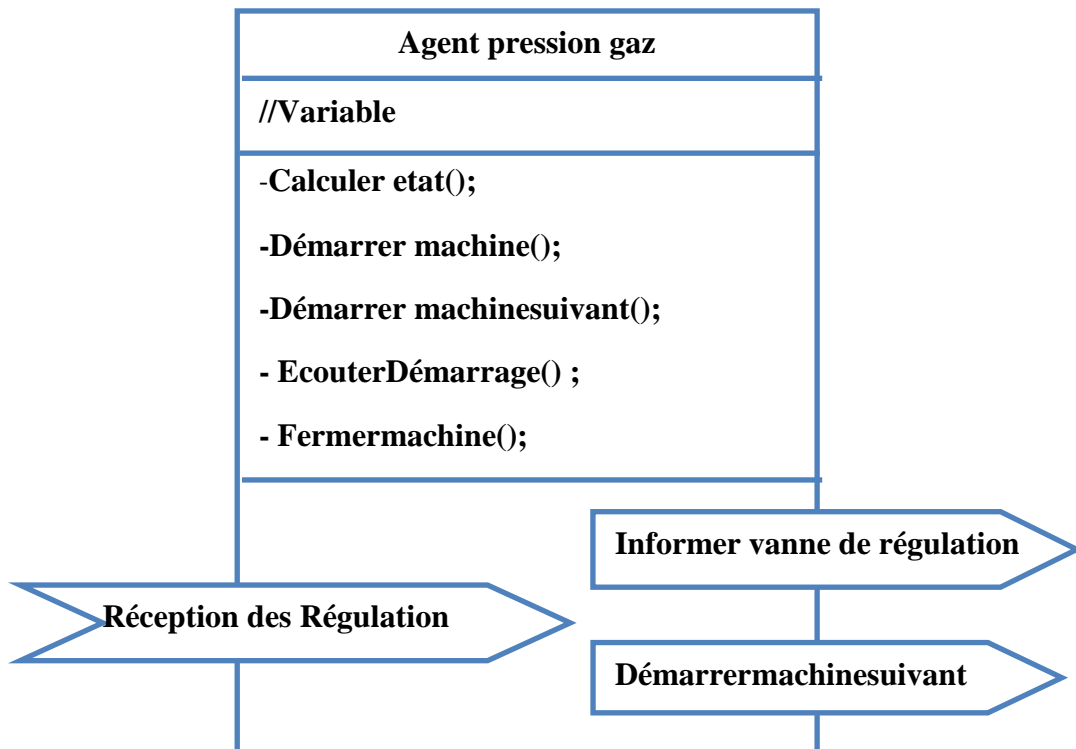 Agent pression gaz
//Variable
-Calculer etat();
-Démarrer machine();
-Démarrer machinesuivant();
- EcouterDémarrage() ;
- Fermermachine();
Informer vanne de régulation
Réception des Régulation
Démarrermachinesuivant